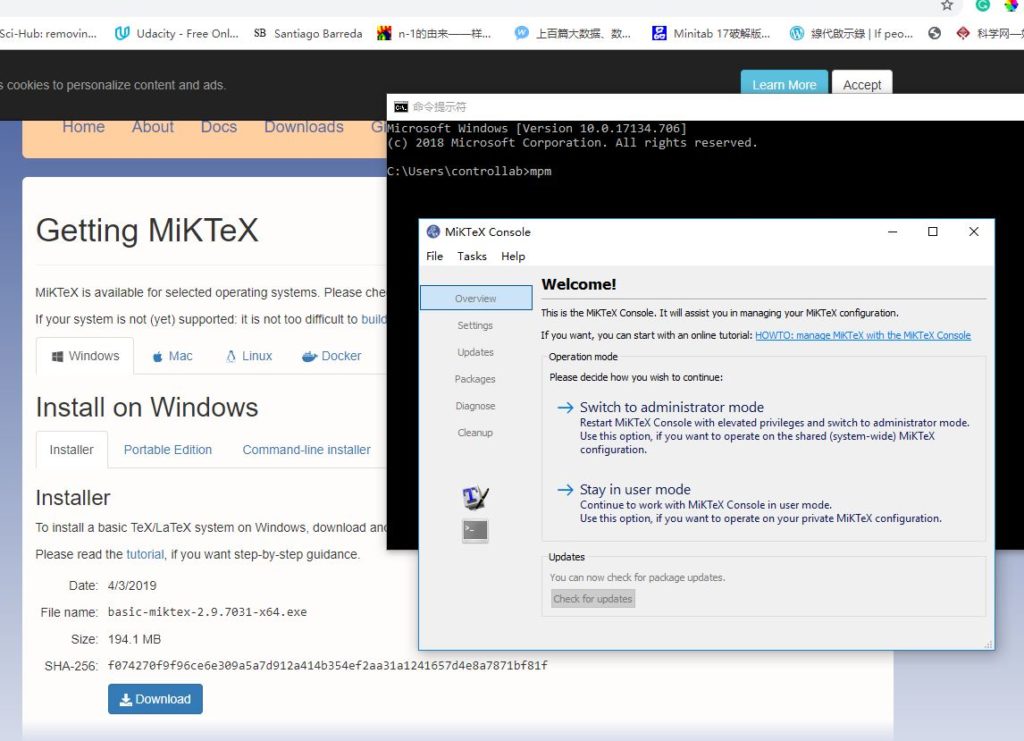 Sci-Hub: removin...
Udacity - Free Onl...
SB Santiago Barreda
n-1的由来——一样...
上百篇大数据、数...
Minitab 17破解版...
線代啟示錄 | If peo...
科学网—
s cookies to personalize content and ads.
Learn More
Accept
Home
About
Docs
Downloads
Gi
命令提示符
Microsoft Windows [Version 10.0.17134.706]
(c) 2018 Microsoft Corporation. All rights reserved.
C:\Users\controllab>mpm
Getting MiKTeX
MiKTeX is available for selected operating systems. Please che
If your system is not (yet) supported: it is not too difficult to build
Windows
Mac
Linux
Docker
Install on Windows
Installer
Portable Edition
Command-line installer
Installer
To install a basic TeX/LaTeX system on Windows, download and
Please read the tutorial, if you want step-by-step guidance.
Date: 4/3/2019
File name: basic-miktex-2.9.7031-x64.exe
Size: 194.1 MB
SHA-256: f074270f9f96ce6e309a5a7d912a414b354ef2aa31a1241657d4e8a7871bf81f
Download
MiKTeX Console
File
Tasks
Help
Overview
Settings
Updates
Packages
Diagnose
Cleanup
Welcome!
This is the MiKTeX Console. It will assist you in managing your MiKTeX configuration.
If you want, you can start with an online tutorial: HOWTO: manage MiKTeX with the MiKTeX Console
Operation mode
Please decide how you wish to continue:
Switch to administrator mode
Restart MiKTeX Console with elevated privileges and switch to administrator mode.
Use this option, if you want to operate on the shared (system-wide) MiKTeX
configuration.
Stay in user mode
Continue to work with MiKTeX Console in user mode.
Use this option, if you want to operate on your private MiKTeX configuration.
Updates
You can now check for package updates.
Check for updates